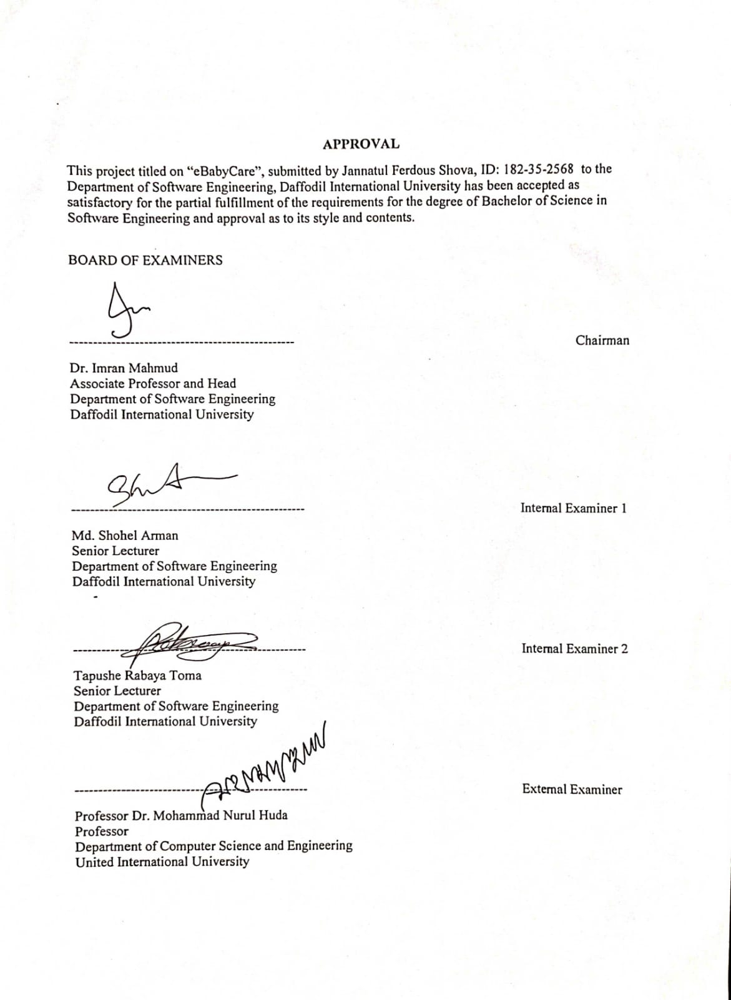 APPROVAL
This project titled on “eBabyCare”, submitted by Jannatul Ferdous Shova, ID: 182-35-2568 to the
Department of Software Engineering, Daffodil International University has been accepted as
satisfactory for the partial fulfillment of the requirements for the degree of Bachelor of Science in
Software Engineering and approval as to its style and contents.
BOARD OF EXAMINERS
Chairman
Dr. Imran Mahmud
Associate Professor and Head
Department of Software Engineering
Daffodil International University
Internal Examiner 1
Md. Shohel Arman
Senior Lecturer
Department of Software Engineering
Daffodil International University
Internal Examiner 2
Tapushe Rabaya Toma
Senior Lecturer
Department of Software Engineering
Daffodil International University
External Examiner
Professor Dr. Mohammad Nurul Huda
Professor
Department of Computer Science and Engineering
United International University